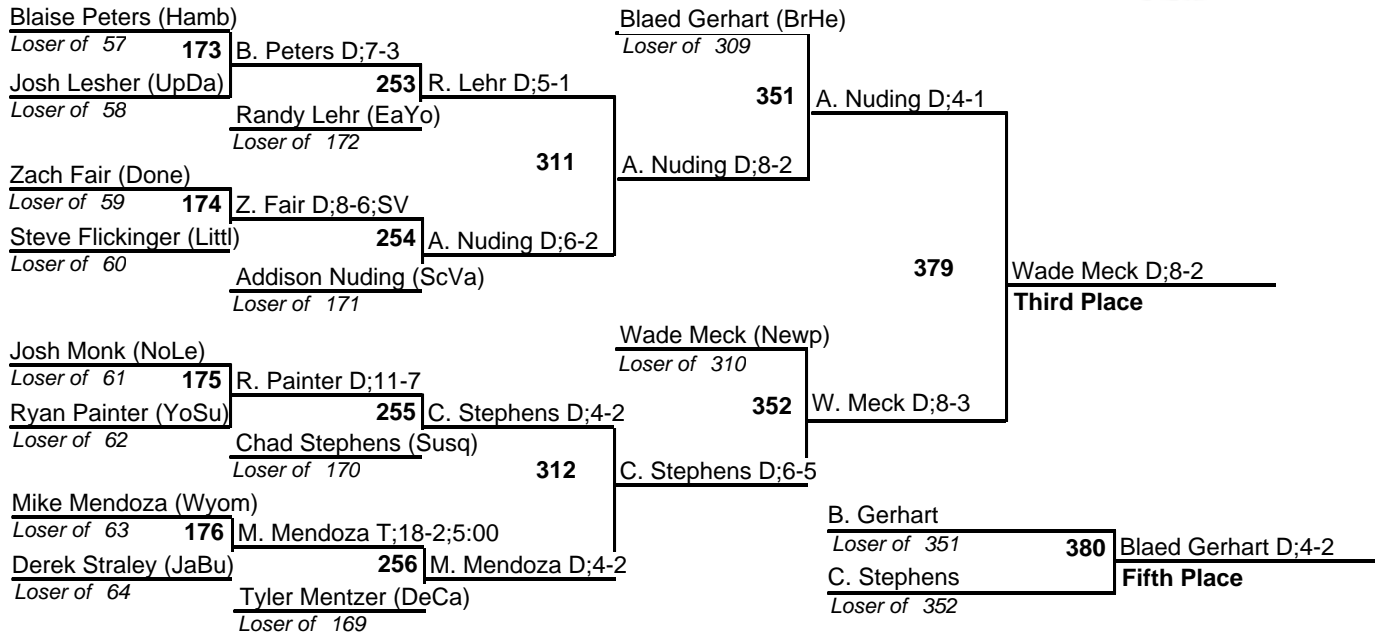 Blaise Peters (Hamb)
Loser of 57
173
B. Peters D;7-3
Josh Lesher (UpDa)
Loser of 58
253
R. Lehr D;5-1
Randy Lehr (EaYo)
Loser of 172
Zach Fair (Done)
Loser of 59
174
Z. Fair D;8-6;SV
Steve Flickinger (Littl)
Loser of 60
254
A. Nuding D;6-2
Addison Nuding (ScVa)
Loser of 171
311
Blaed Gerhart (BrHe)
Loser of 309
351
A. Nuding D;4-1
A. Nuding D;8-2
Josh Monk (NoLe)
Loser of 61
175
R. Painter D;11-7
Ryan Painter (YoSu)
Loser of 62
255
C. Stephens D;4-2
Chad Stephens (Susq)
Loser of 170
Mike Mendoza (Wyom)
Loser of 63
176
M. Mendoza T;18-2;5:00
Derek Straley (JaBu)
Loser of 64
256
M. Mendoza D;4-2
Tyler Mentzer (DeCa)
Loser of 169
312
Wade Meck (Newp)
Loser of 310
352
W. Meck D;8-3
C. Stephens D;6-5
379
Wade Meck D;8-2
Third Place
B. Gerhart
Loser of 351
380
Blaed Gerhart D;4-2
C. Stephens
Fifth Place
Loser of 352